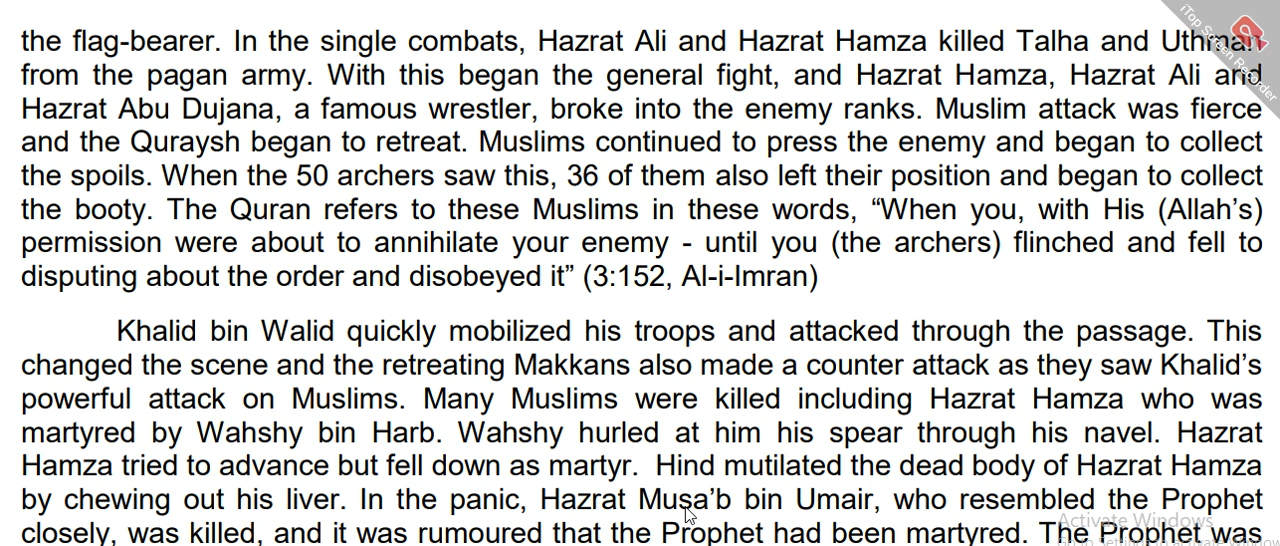 the flag-bearer. In the single combats, Hazrat Ali and Hazrat Hamza killed Talha and Uthman
from the pagan army. With this began the general fight, and Hazrat Hamza, Hazrat Ali and
Hazrat Abu Dujana, a famous wrestler, broke into the enemy ranks. Muslim attack was fierce
and the Quraysh began to retreat. Muslims continued to press the enemy and began to collect
the spoils. When the 50 archers saw this, 36 of them also left their position and began to collect
the booty. The Quran refers to these Muslims in these words, “When you, with His (Allah’s)
permission were about to annihilate your enemy - until you (the archers) flinched and fell to
disputing about the order and disobeyed it” (3:152, Al-i-Imran)
Khalid bin Walid quickly mobilized his troops and attacked through the passage. This
changed the scene and the retreating Makkans also made a counter attack as they saw Khalid’s
powerful attack on Muslims. Many Muslims were killed including Hazrat Hamza who was
martyred by Wahshy bin Harb. Wahshy hurled at him his spear through his navel. Hazrat
Hamza tried to advance but fell down as martyr. Hind mutilated the dead body of Hazrat Hamza
by chewing out his liver. In the panic, Hazrat Musa’b bin Umair, who resembled the Prophet
closely, was killed, and it was rumoured that the Prophet had been martyred. The Prophet was
iTop Screen Recorder
Activate Windows